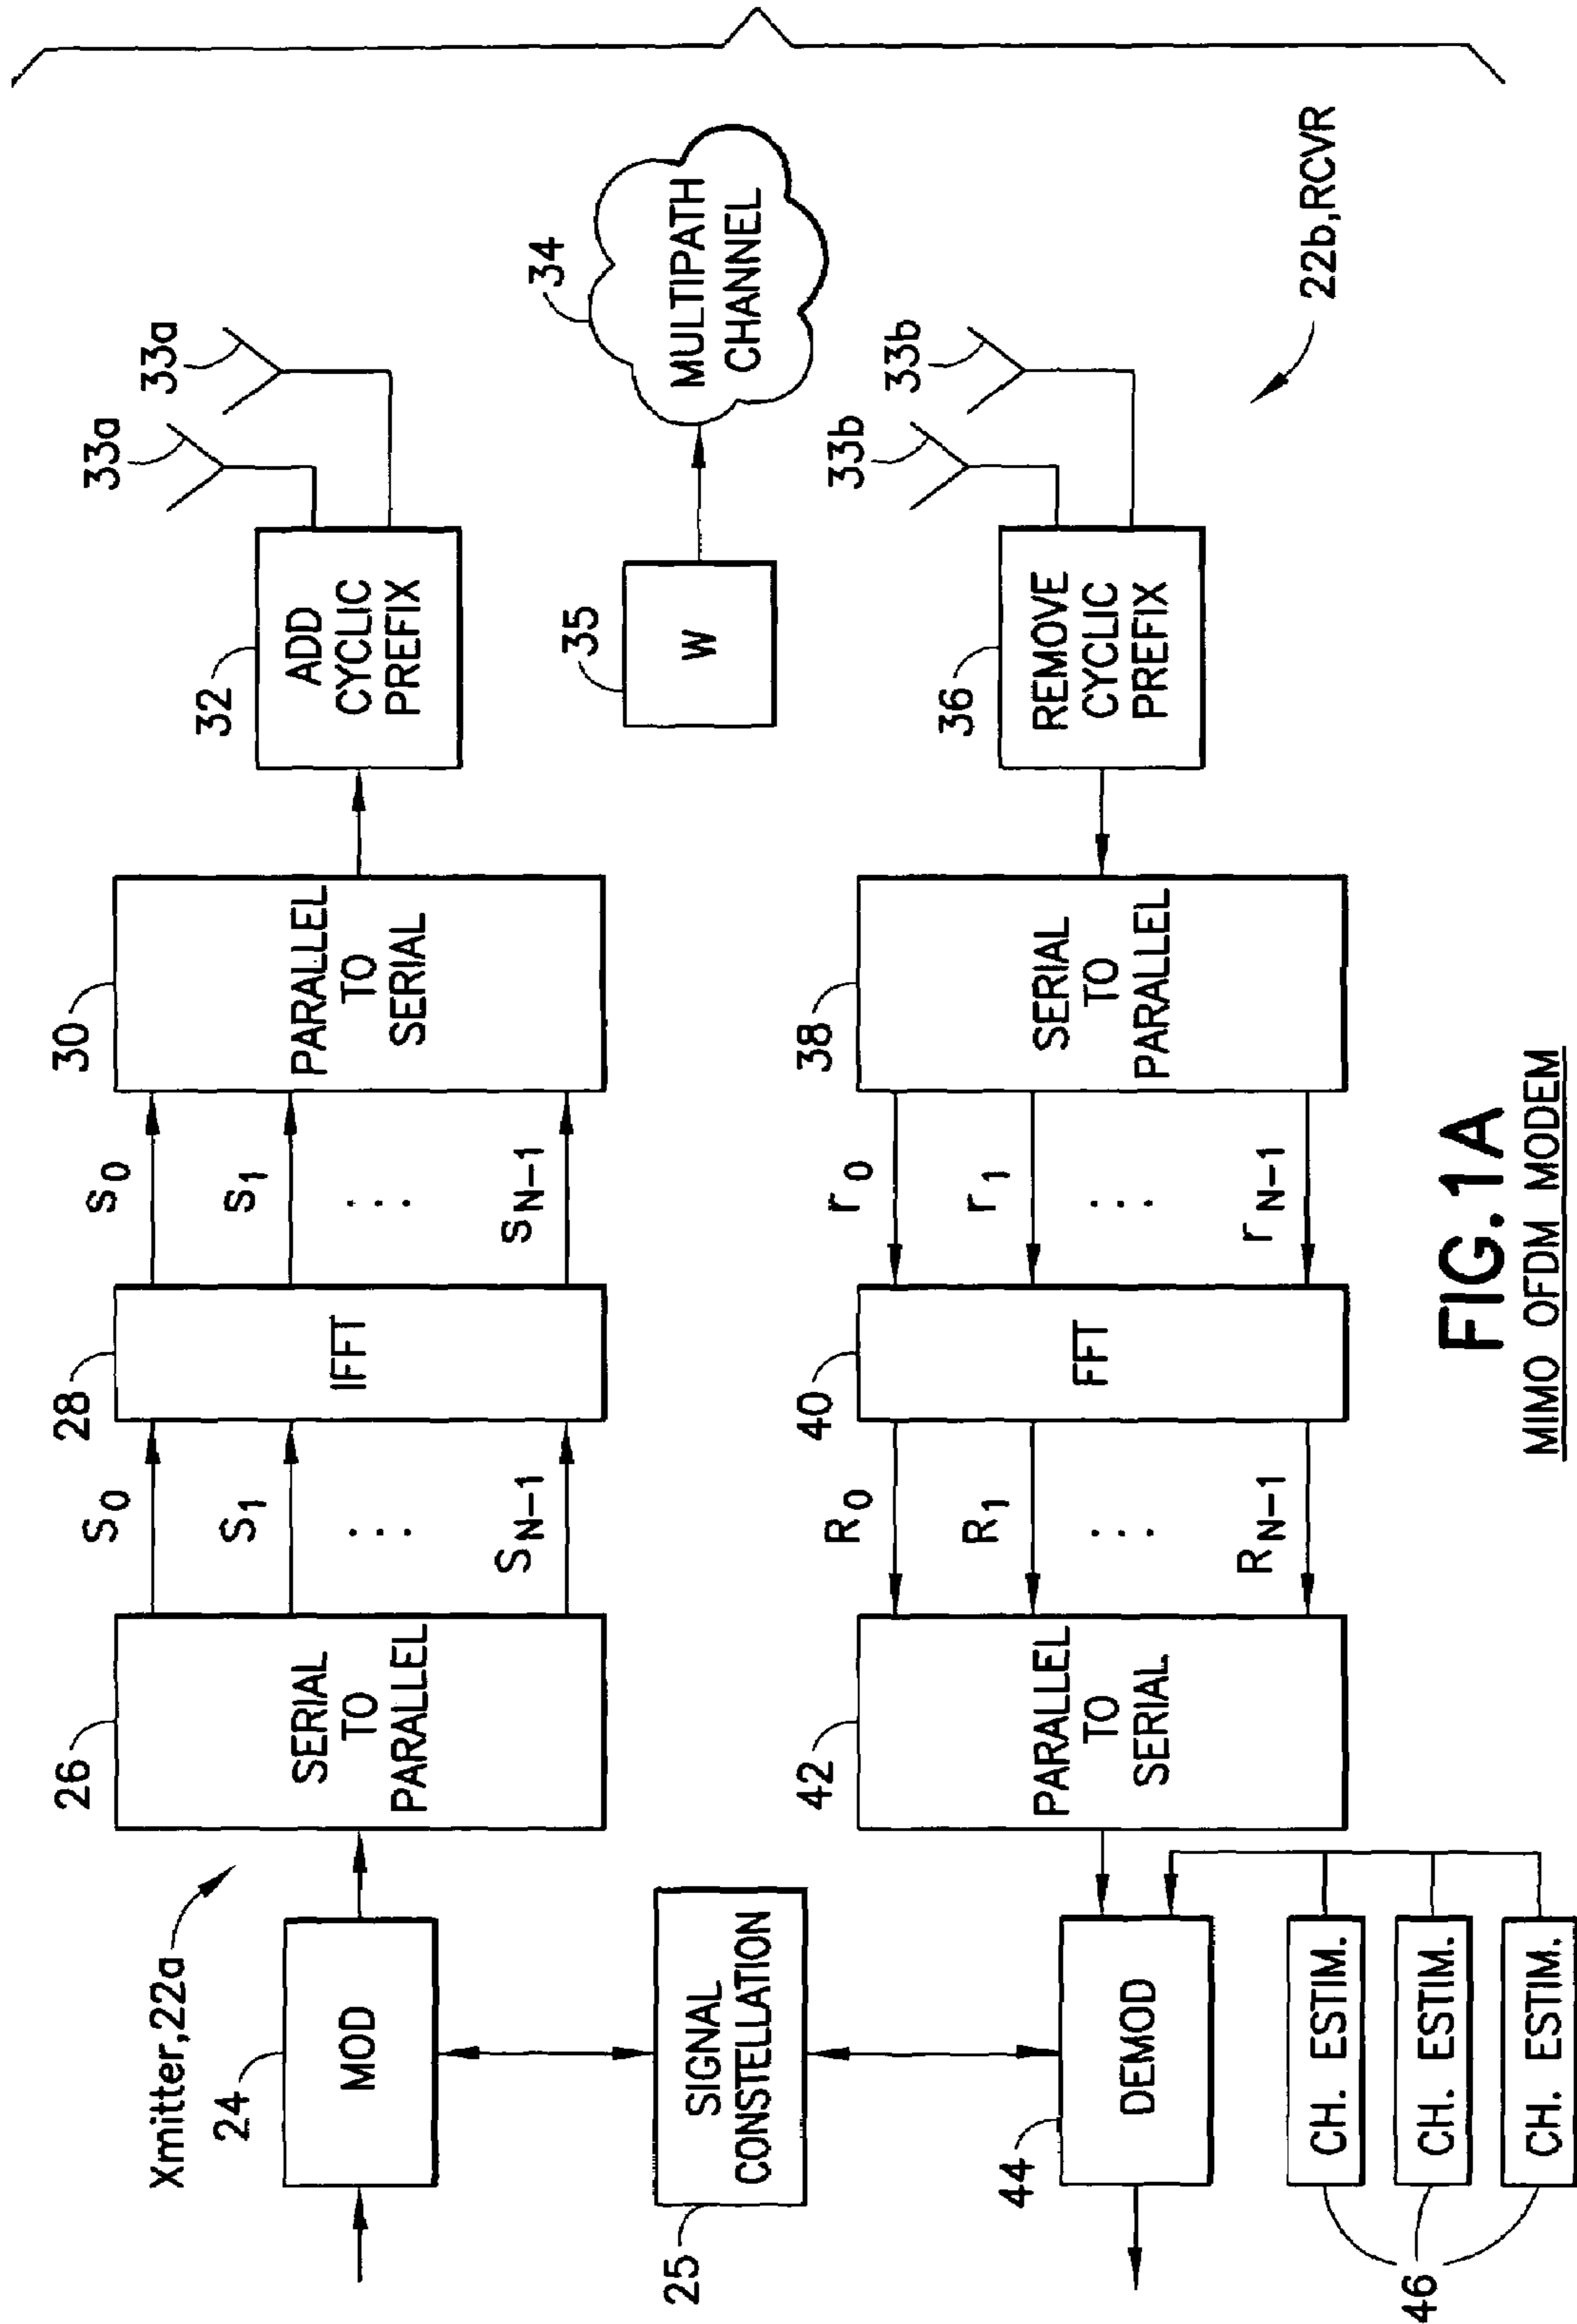 Xmitter,22a
24
MOD
26
SERIAL
TO
PARALLEL
S0
S1
...
SN-1
28
IFFT
s0
s1
...
sN-1
30
PARALLEL
TO
SERIAL
32
ADD
CYCLIC
PREFIX
33a
33a
25
SIGNAL
CONSTELLATION
35
W
34
MULTIPATH
CHANNEL
44
DEMOD
42
PARALLEL
TO
SERIAL
R0
R1
...
RN-1
40
FFT
r0
r1
...
rN-1
38
SERIAL
TO
PARALLEL
36
REMOVE
CYCLIC
PREFIX
33b
33b
22b,RCVR
46
CH. ESTIM.
CH. ESTIM.
CH. ESTIM.
FIG.1A
MIMO OFDM MODEM